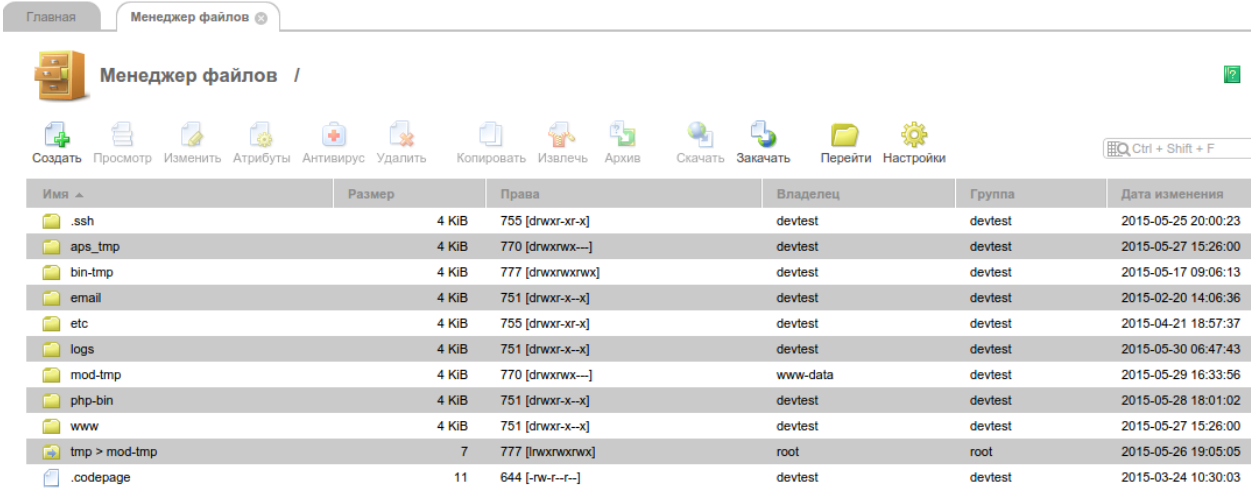 Главная Менеджер файлов
Менеджер файлов /
Создать Просмотр Изменить Атрибуты Антивирус Удалить Копировать Извлечь Архив Скачать Закачать Перейти Настройки
Ctrl + Shift + F
Имя Размер Права Владелец Группа Дата изменения
.ssh 4 KiB 755 [drwxr-xr-x] devtest devtest 2015-05-25 20:00:23
aps_tmp 4 KiB 770 [drwxrwx---] devtest devtest 2015-05-27 15:26:00
bin-tmp 4 KiB 777 [drwxrwxrwx] devtest devtest 2015-05-17 09:06:13
email 4 KiB 751 [drwxr-x--x] devtest devtest 2015-02-20 14:06:36
etc 4 KiB 755 [drwxr-xr-x] devtest devtest 2015-04-21 18:57:37
logs 4 KiB 751 [drwxr-x--x] devtest devtest 2015-05-30 06:47:43
mod-tmp 4 KiB 770 [drwxrwx---] www-data devtest 2015-05-29 16:33:56
php-bin 4 KiB 751 [drwxr-x--x] devtest devtest 2015-05-28 18:01:02
www 4 KiB 751 [drwxr-x--x] devtest devtest 2015-05-27 15:26:00
tmp > mod-tmp 7 777 [lrwxrwxrwx] root root 2015-05-26 19:05:05
.codepage 11 644 [-rw-r--r--] devtest devtest 2015-03-24 10:30:03